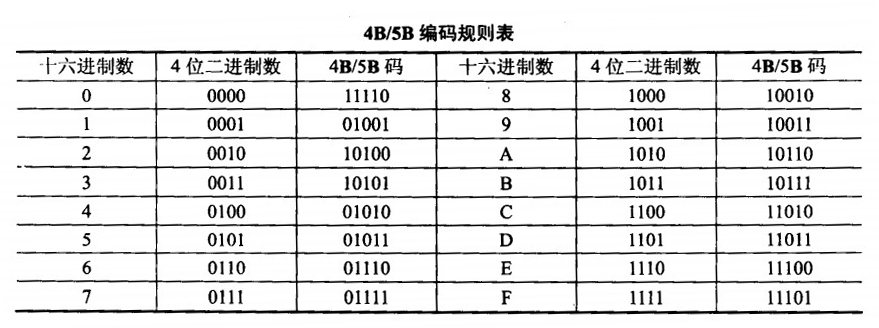 4B/5B 编码规则表
十六进制数 4位二进制数 4B/5B 码 十六进制数 4位二进制数 4B/5B 码
0 0000 11110 8 1000 10010
1 0001 01001 9 1001 10011
2 0010 10100 A 1010 10110
3 0011 10101 B 1011 10111
4 0100 01010 C 1100 11010
5 0101 01011 D 1101 11011
6 0110 01110 E 1110 11100
7 0111 01111 F 1111 11101